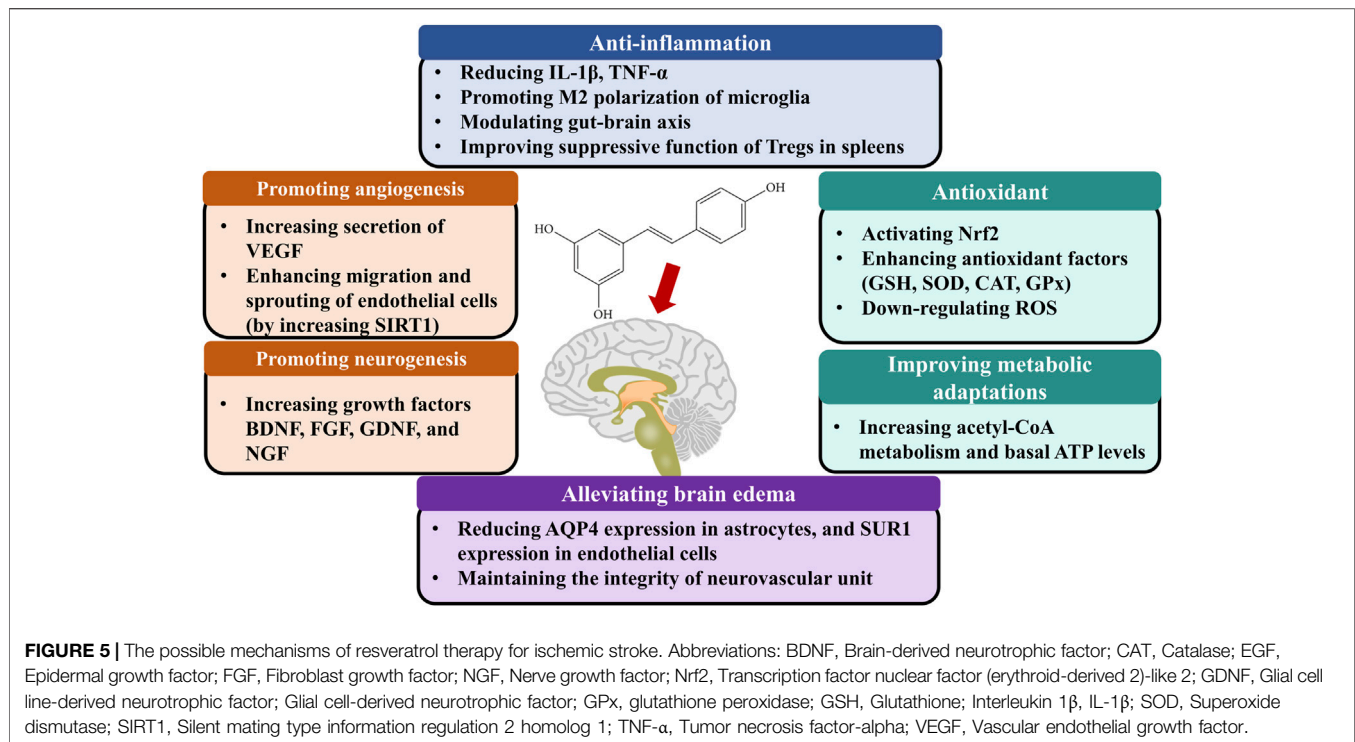 Anti-inflammation
• Reducing IL-1β, TNF-α
• Promoting M2 polarization of microglia
• Modulating gut-brain axis
• Improving suppressive function of Tregs in spleens
Promoting angiogenesis
• Increasing secretion of
VEGF
• Enhancing migration and
sprouting of endothelial cells
(by increasing SIRT1)
Promoting neurogenesis
• Increasing growth factors
BDNF, FGF, GDNF, and
NGF
OH
HO
OH
Antioxidant
• Activating Nrf2
• Enhancing antioxidant factors
(GSH, SOD, CAT, GPx)
• Down-regulating ROS
Improving metabolic
adaptations
• Increasing acetyl-CoA
metabolism and basal ATP levels
Alleviating brain edema
• Reducing AQP4 expression in astrocytes, and SUR1
expression in endothelial cells
• Maintaining the integrity of neurovascular unit
FIGURE 5 | The possible mechanisms of resveratrol therapy for ischemic stroke. Abbreviations: BDNF, Brain-derived neurotrophic factor; CAT, Catalase; EGF,
Epidermal growth factor; FGF, Fibroblast growth factor; NGF, Nerve growth factor; Nrf2, Transcription factor nuclear factor (erythroid-derived 2)-like 2; GDNF, Glial cell
line-derived neurotrophic factor; Glial cell-derived neurotrophic factor; GPx, glutathione peroxidase; GSH, Glutathione; Interleukin 1β, IL-1β; SOD, Superoxide
dismutase; SIRT1, Silent mating type information regulation 2 homolog 1; TNF-α, Tumor necrosis factor-alpha; VEGF, Vascular endothelial growth factor.